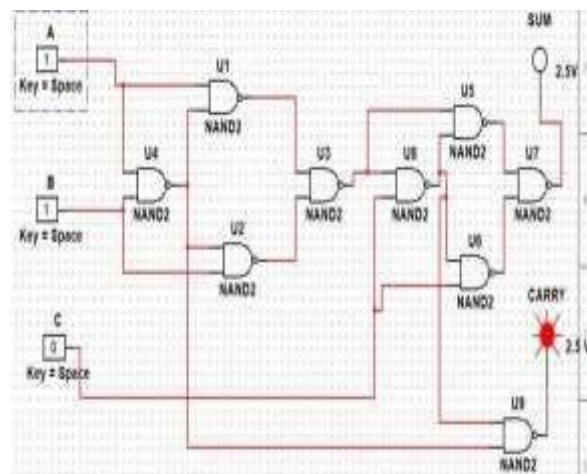 SUM
A
1
Key = Space
U1
NAND2
2.5V
U5
NAND2
U4
NAND2
U3
NAND2
U8
NAND2
U7
NAND2
B
1
Key = Space
U2
NAND2
U6
NAND2
CARRY
2.5 V
C
0
Key = Space
U9
NAND2